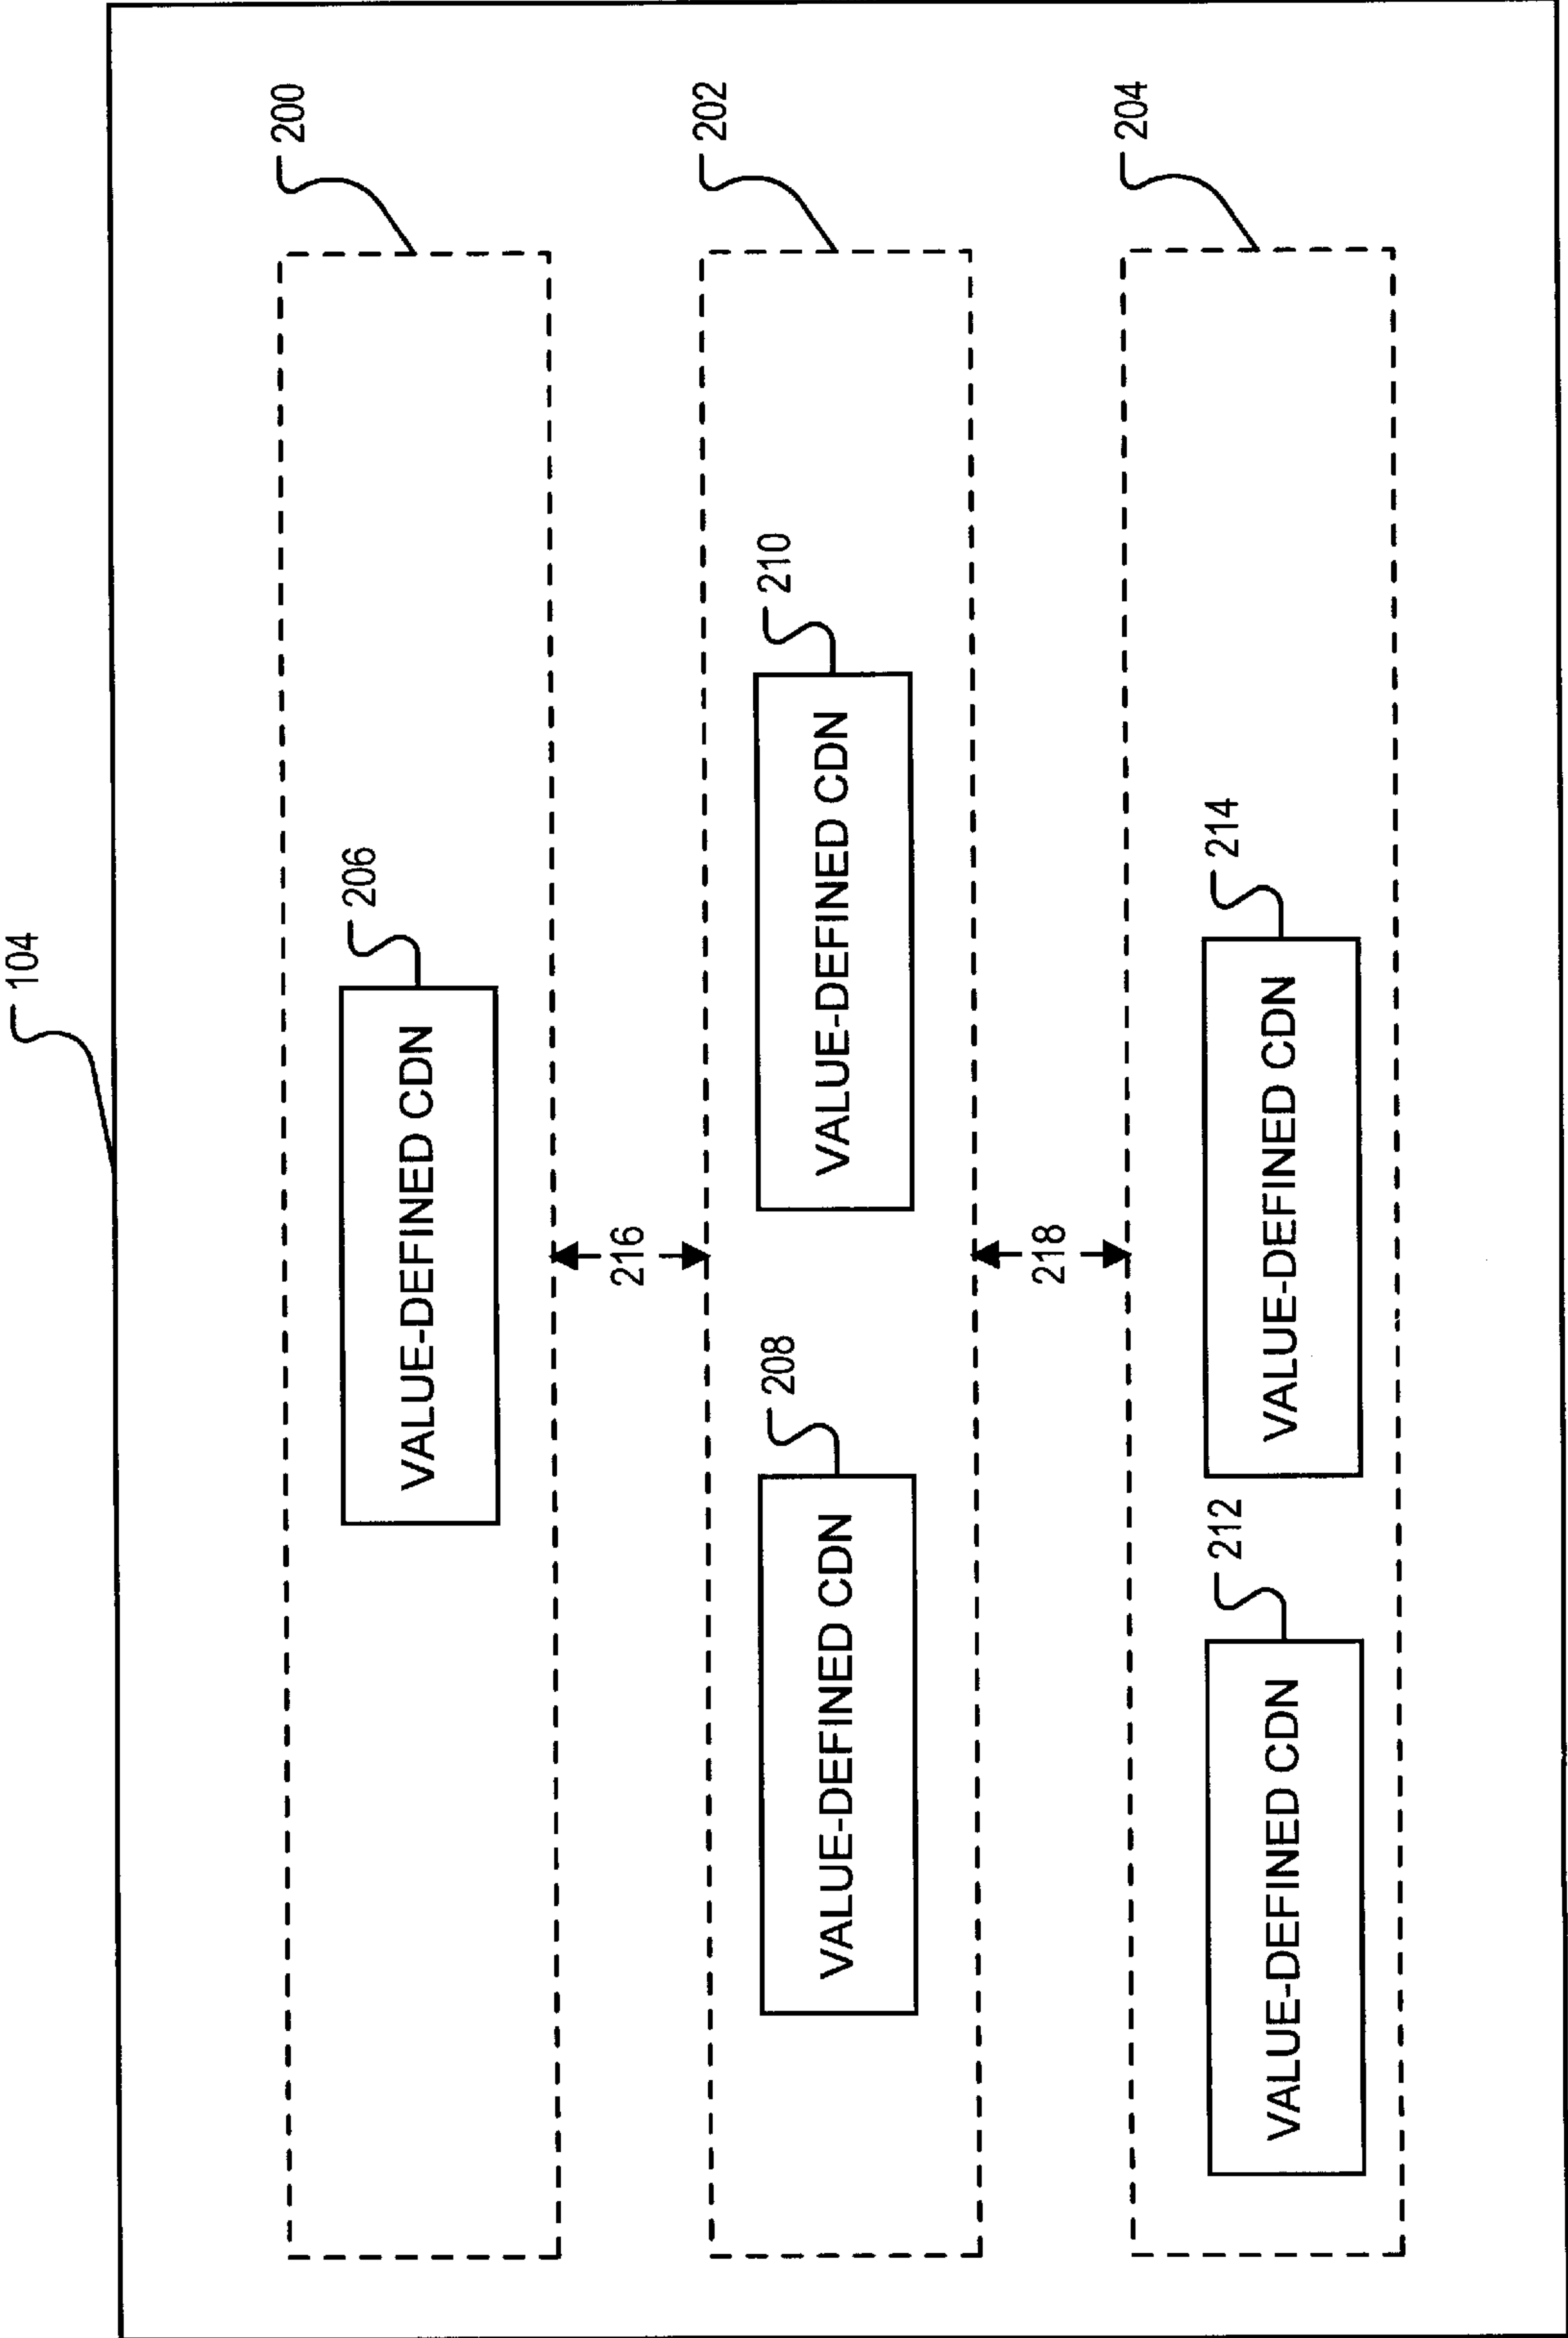 104
200
206
VALUE-DEFINED CDN
216
202
208
210
VALUE-DEFINED CDN
VALUE-DEFINED CDN
218
204
212
214
VALUE-DEFINED CDN
VALUE-DEFINED CDN